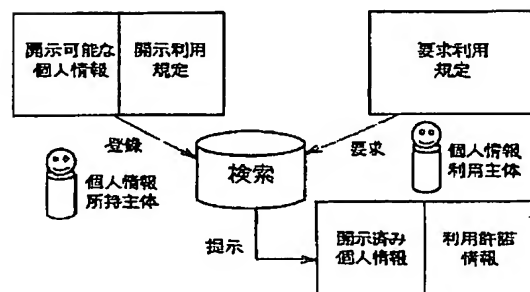 開示可能な
個人情報
開示利用
規定
要求利用
規定
登録
要求
検索
個人情報
所持主体
個人情報
利用主体
提示
開示済み
個人情報
利用許諾
情報